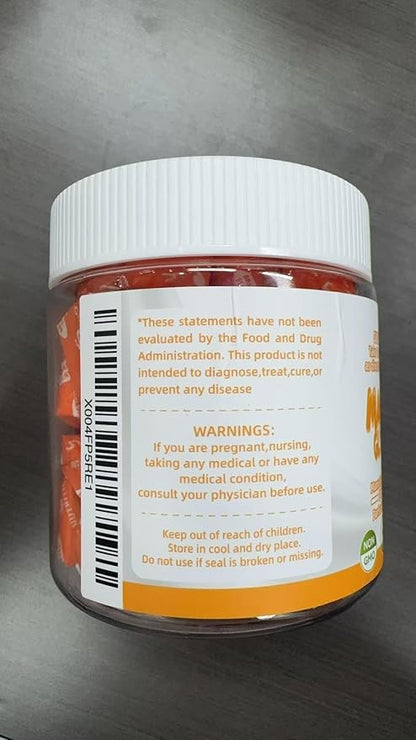 *These statements have not been
evaluated by the Food and Drug
Administration. This product is not
intended to diagnose,treat,cure,or
prevent any disease
WARNINGS:
If you are pregnant,nursing,
taking any medical or have any
medical condition,
consult your physician before use.
Keep out of reach of children.
Store in cool and dry place.
Do not use if seal is broken or missing.
X004FP5RE1
NON
GMO